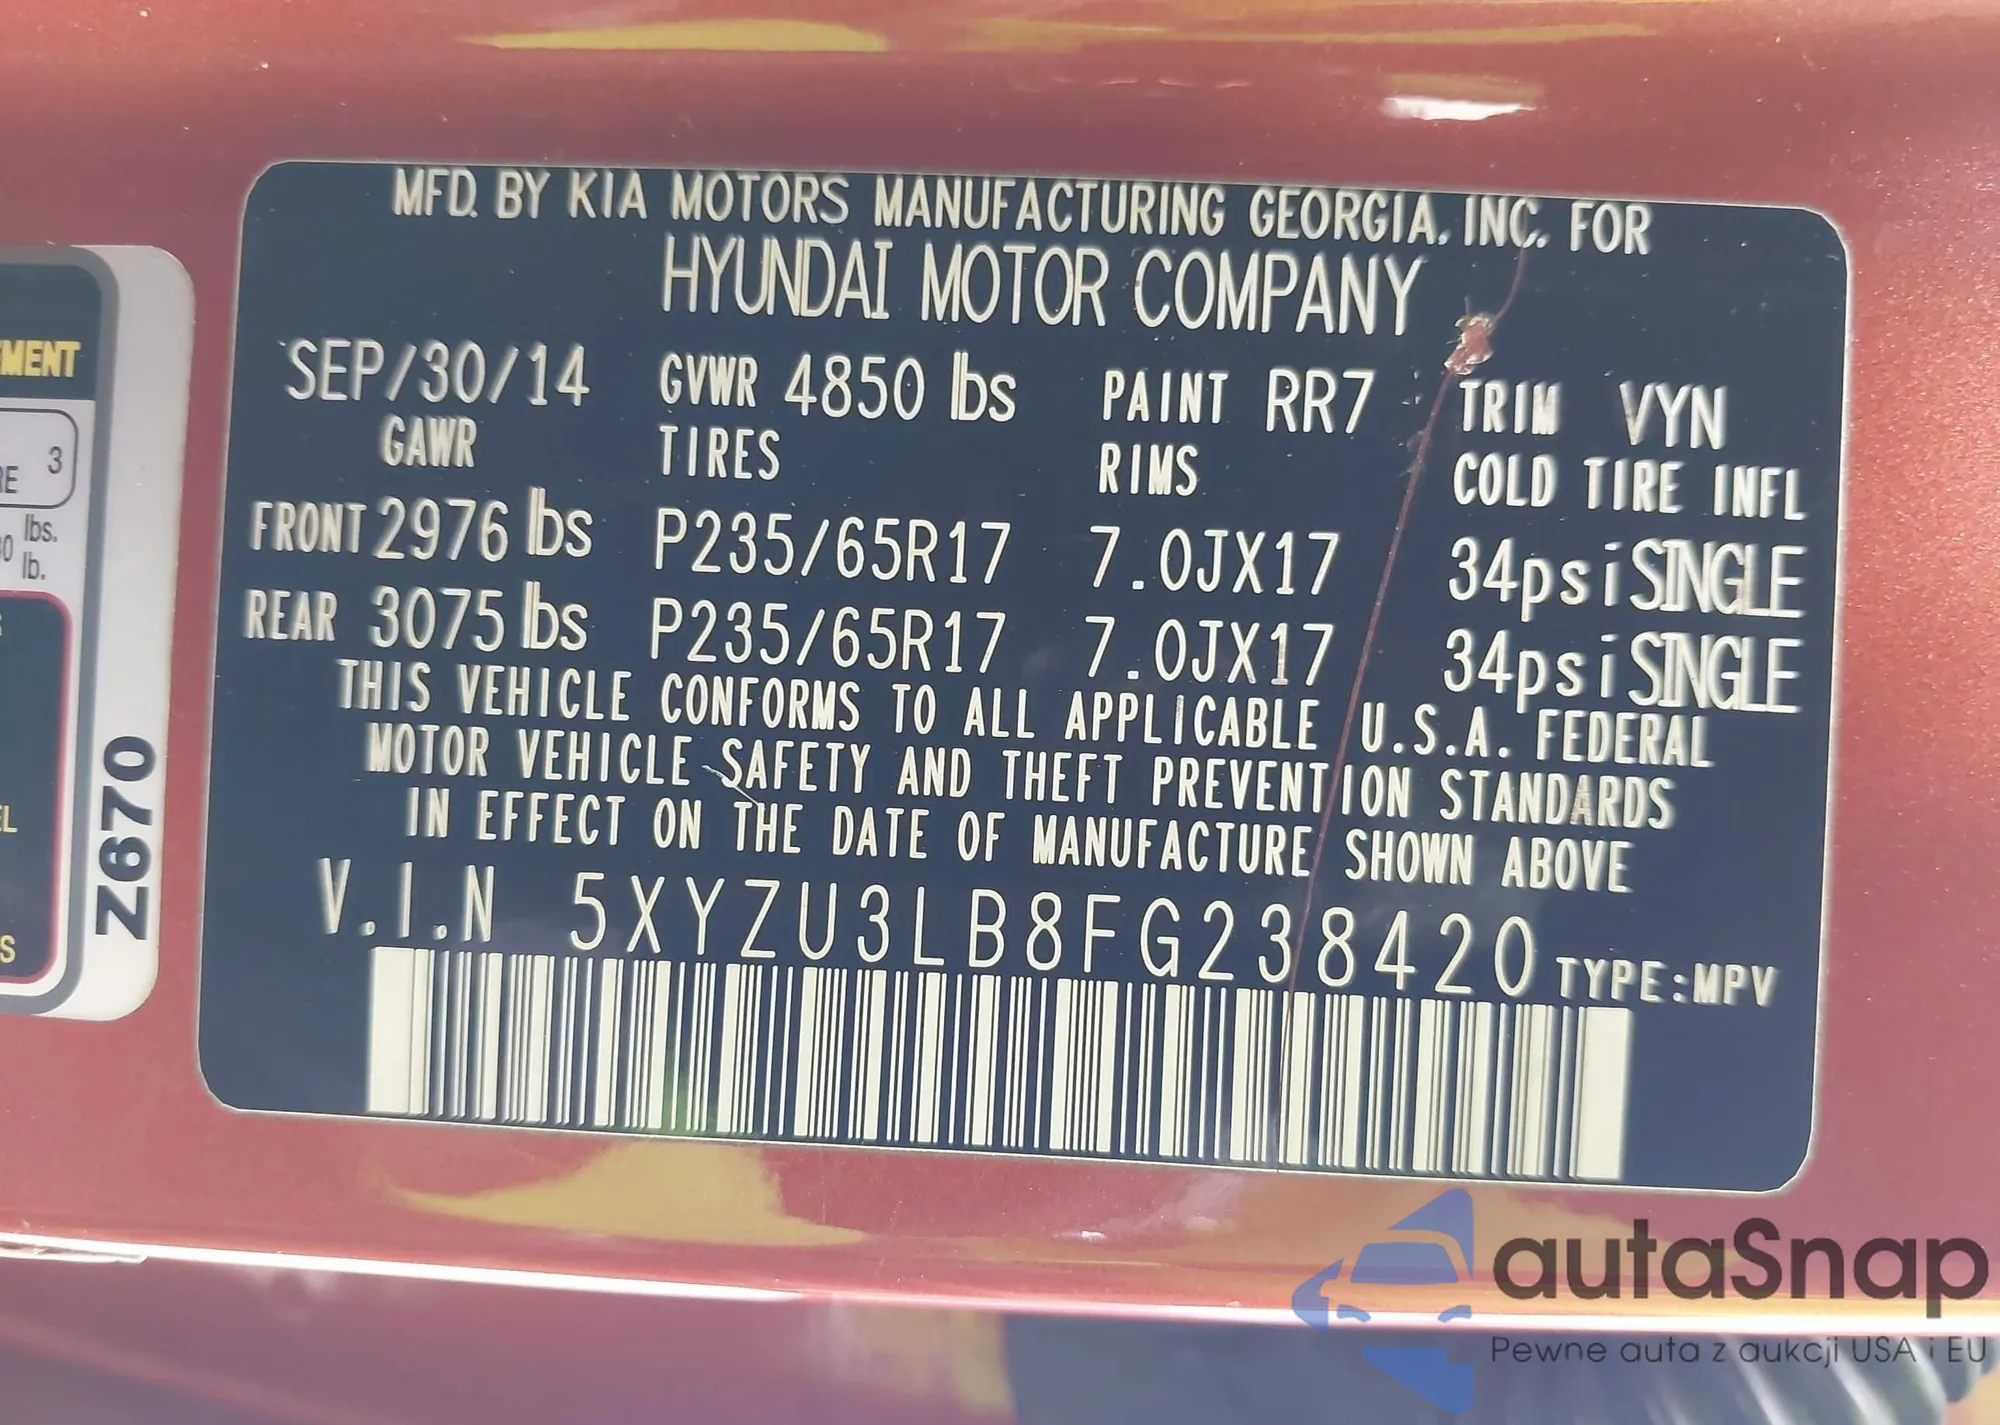 MFD. BY KIA MOTORS MANUFACTURING GEORGIA, INC. FOR
HYUNDAI MOTOR COMPANY
SEP/30/14 GVWR 4850 lbs PAINT RR7 TRIM VYN
GAWR TIRES RIMS COLD TIRE INFL
FRONT 2976 lbs P235/65R17 7.0JX17 34psi SINGLE
REAR 3075 lbs P235/65R17 7.0JX17 34psi SINGLE
THIS VEHICLE CONFORMS TO ALL APPLICABLE U.S.A. FEDERAL
MOTOR VEHICLE SAFETY AND THEFT PREVENTION STANDARDS
IN EFFECT ON THE DATE OF MANUFACTURE SHOWN ABOVE
V.I.N 5XYZU3LB8FG238420 TYPE:MPV
3
lbs.
lb.
Z670
autaSnap
Pewne auta z aukcji USA i EU